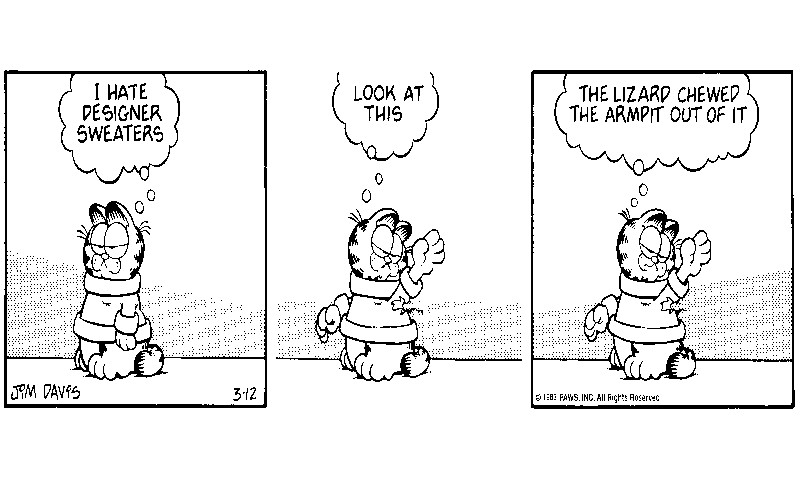 I HATE
DESIGNER
SWEATERS
JIM DAVIS
3-12
LOOK AT
THIS
THE LIZARD CHEWED
THE ARMPIT OUT OF IT
© 1983 PAWS, INC. All Rights Reserved